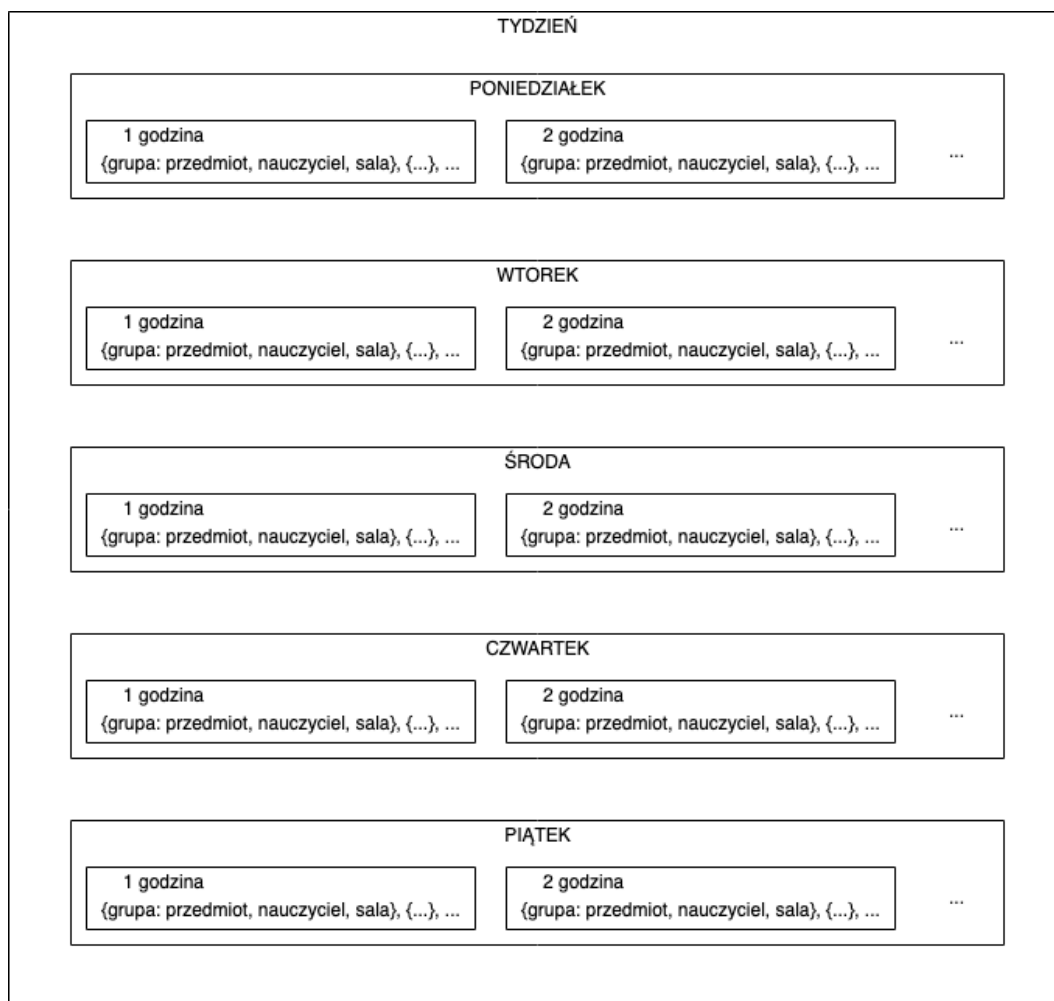 TYDZIEŃ
PONIEDZIAŁEK
1 godzina
{grupa: przedmiot, nauczyciel, sala}, {...}, ...
2 godzina
{grupa: przedmiot, nauczyciel, sala}, {...}, ...
...
WTOREK
1 godzina
{grupa: przedmiot, nauczyciel, sala}, {...}, ...
2 godzina
{grupa: przedmiot, nauczyciel, sala}, {...}, ...
...
ŚRODA
1 godzina
{grupa: przedmiot, nauczyciel, sala}, {...}, ...
2 godzina
{grupa: przedmiot, nauczyciel, sala}, {...}, ...
...
CZWARTEK
1 godzina
{grupa: przedmiot, nauczyciel, sala}, {...}, ...
2 godzina
{grupa: przedmiot, nauczyciel, sala}, {...}, ...
...
PIĄTEK
1 godzina
{grupa: przedmiot, nauczyciel, sala}, {...}, ...
2 godzina
{grupa: przedmiot, nauczyciel, sala}, {...}, ...
...